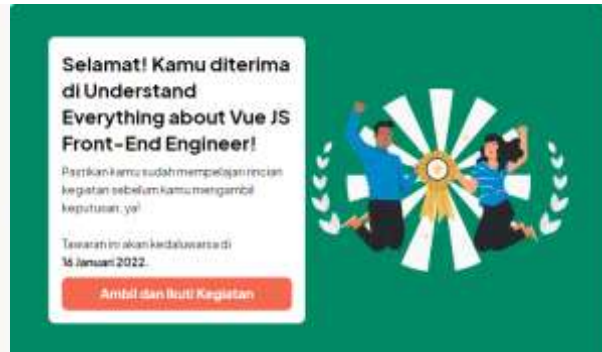 Selamat! Kamu diterima
di Understand
Everything about Vue JS
Front-End Engineer!
Pastikan kamu sudah mempelajari rincian
kegiatan sebelum kamu mengambil
keputusan, ya!
Tawaran ini akan kedaluwarsa di
16 Januari 2022.
Ambil dan Ikuti Kegiatan